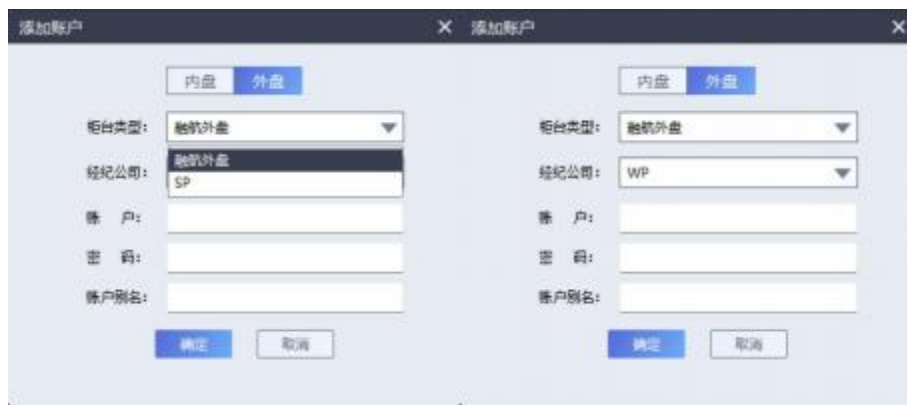 添加账户
内盘 外盘
柜台类型: 融航外盘
融航外盘
经纪公司:
SP
账 户:
密 码:
账户别名:
确定 取消
添加账户
内盘 外盘
柜台类型: 融航外盘
经纪公司: WP
账 户:
密 码:
账户别名:
确定 取消